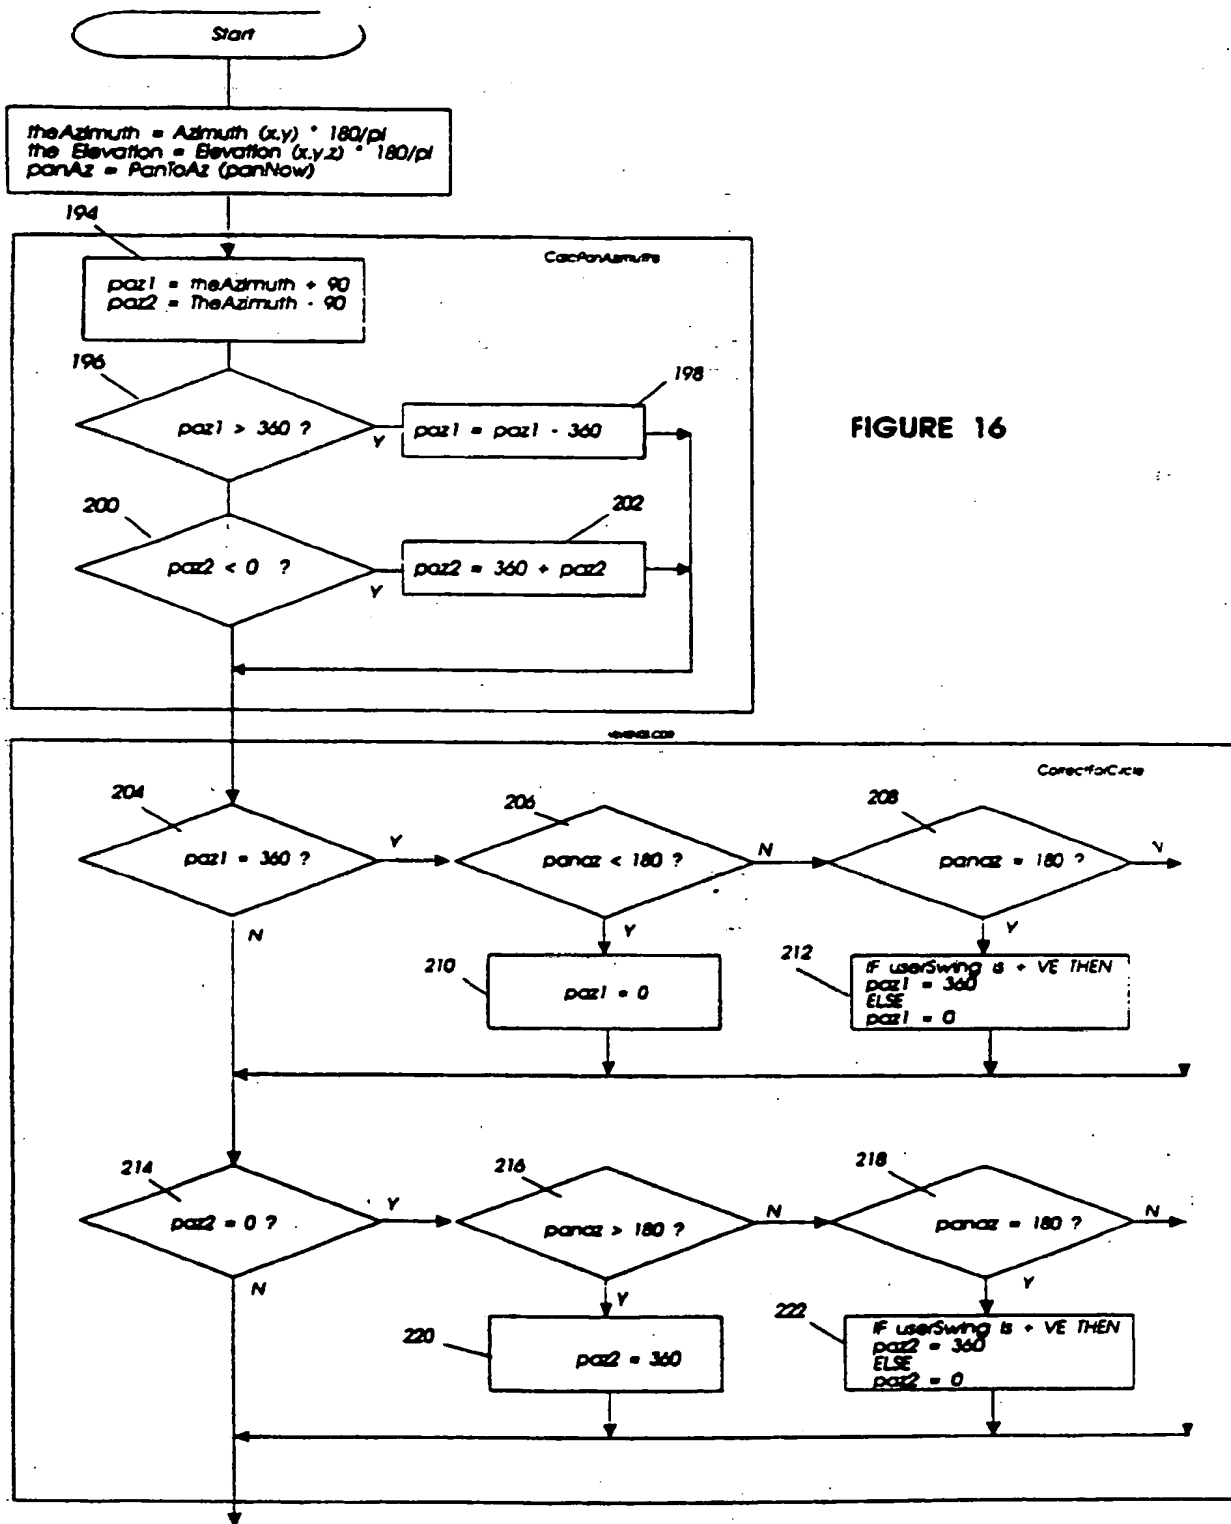 Start
theAzimuth = Azimuth (x,y) * 180/pi
the Elevation = Elevation (x,y,z) * 180/pi
panAz = PanToAz (panNow)
194
CalcPanAzimuths
paz1 = theAzimuth + 90
paz2 = TheAzimuth - 90
196
198
paz1 > 360 ?
Y
paz1 = paz1 - 360
FIGURE 16
200
202
paz2 < 0 ?
Y
paz2 = 360 + paz2
CorrectForCircle
204
206
208
paz1 = 360 ?
Y
panaz < 180 ?
N
panaz = 180 ?
N
Y
Y
210
paz1 = 0
212
IF userSwing is + VE THEN
paz1 = 360
ELSE
paz1 = 0
214
216
218
paz2 = 0 ?
Y
panaz > 180 ?
N
panaz = 180 ?
N
N
Y
Y
220
paz2 = 360
222
IF userSwing is + VE THEN
paz2 = 360
ELSE
paz2 = 0